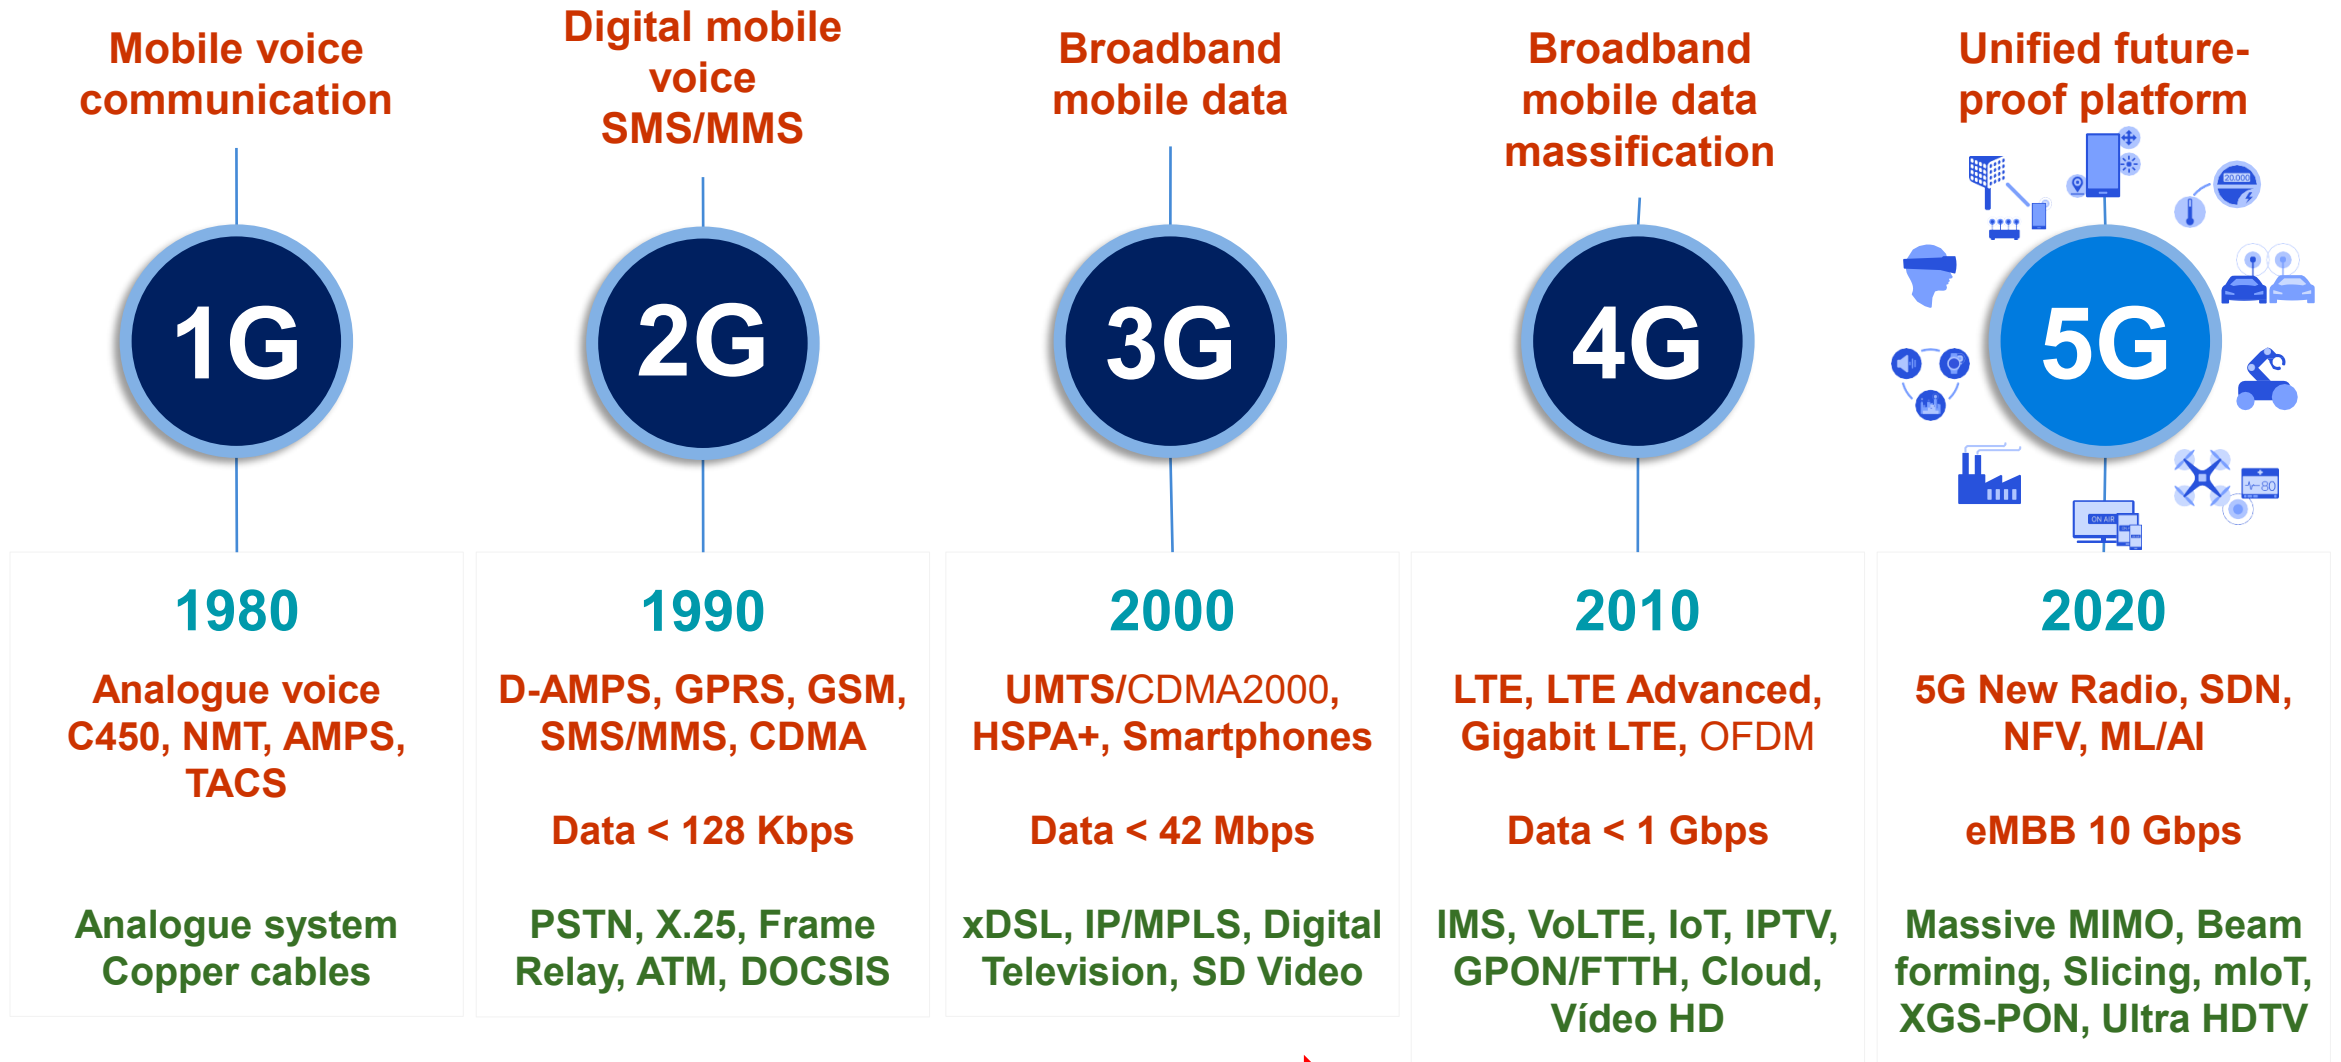 Mobile voice
communication
1G
1980
Analogue voice
C450, NMT, AMPS,
TACS
Analogue system
Copper cables
Digital mobile
voice
SMS/MMS
2G
1990
D-AMPS, GPRS, GSM,
SMS/MMS, CDMA
Data < 128 Kbps
PSTN, X.25, Frame
Relay, ATM, DOCSIS
Broadband
mobile data
3G
2000
UMTS/CDMA2000,
HSPA+, Smartphones
Data < 42 Mbps
xDSL, IP/MPLS, Digital
Television, SD Video
Broadband
mobile data
massification
4G
2010
LTE, LTE Advanced,
Gigabit LTE, OFDM
Data < 1 Gbps
IMS, VoLTE, IoT, IPTV,
GPON/FTTH, Cloud,
Vídeo HD
Unified future-
proof platform
20.000
5G
80
ON AIR
2020
5G New Radio, SDN,
NFV, ML/AI
eMBB 10 Gbps
Massive MIMO, Beam
forming, Slicing, mIoT,
XGS-PON, Ultra HDTV